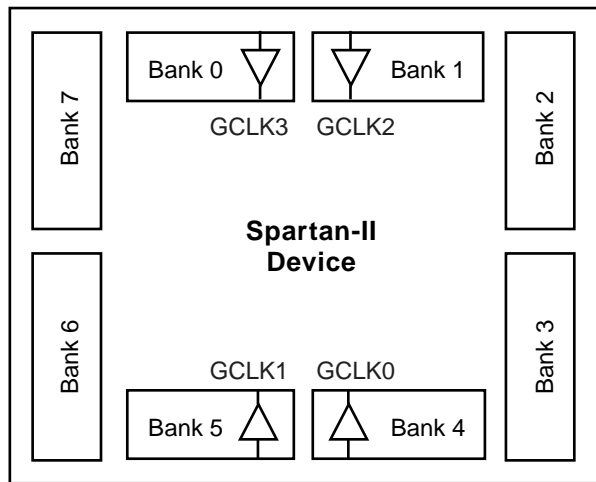 Bank 0
Bank 1
GCLK3
GCLK2
Bank 7
Bank 2
Spartan-II
Device
Bank 6
Bank 3
GCLK1
GCLK0
Bank 5
Bank 4